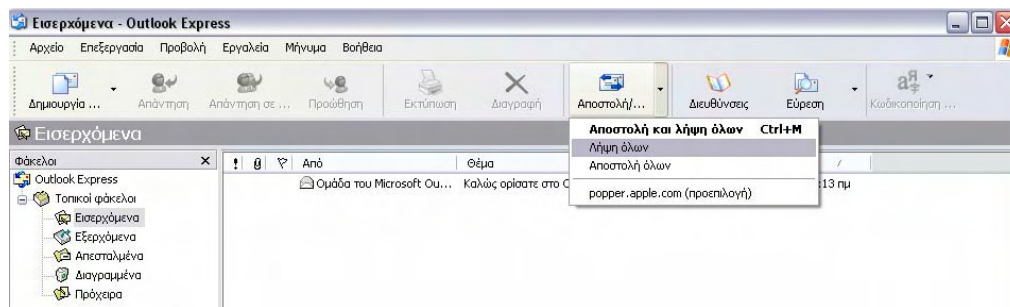 Εισερχόμενα - Outlook Express
Αρχείο Επεξεργασία Προβολή Εργαλεία Μήνυμα Βοήθεια
Δημιουργία ... Απάντηση Απάντηση σε ... Προώθηση Εκτύπωση Διαγραφή Αποστολή/... Διευθύνσεις Εύρεση Κωδικοποίηση ...
Εισερχόμενα
Αποστολή και λήψη όλων Ctrl+M
Λήψη όλων
Αποστολή όλων
popper.apple.com (προεπιλογή)
Φάκελοι
! Από Θέμα
Ομάδα του Microsoft Ou... Καλώς ορίσατε στο :13 πμ
Outlook Express
Τοπικοί φάκελοι
Εισερχόμενα
Εξερχόμενα
Απεσταλμένα
Διαγραμμένα
Πρόχειρα